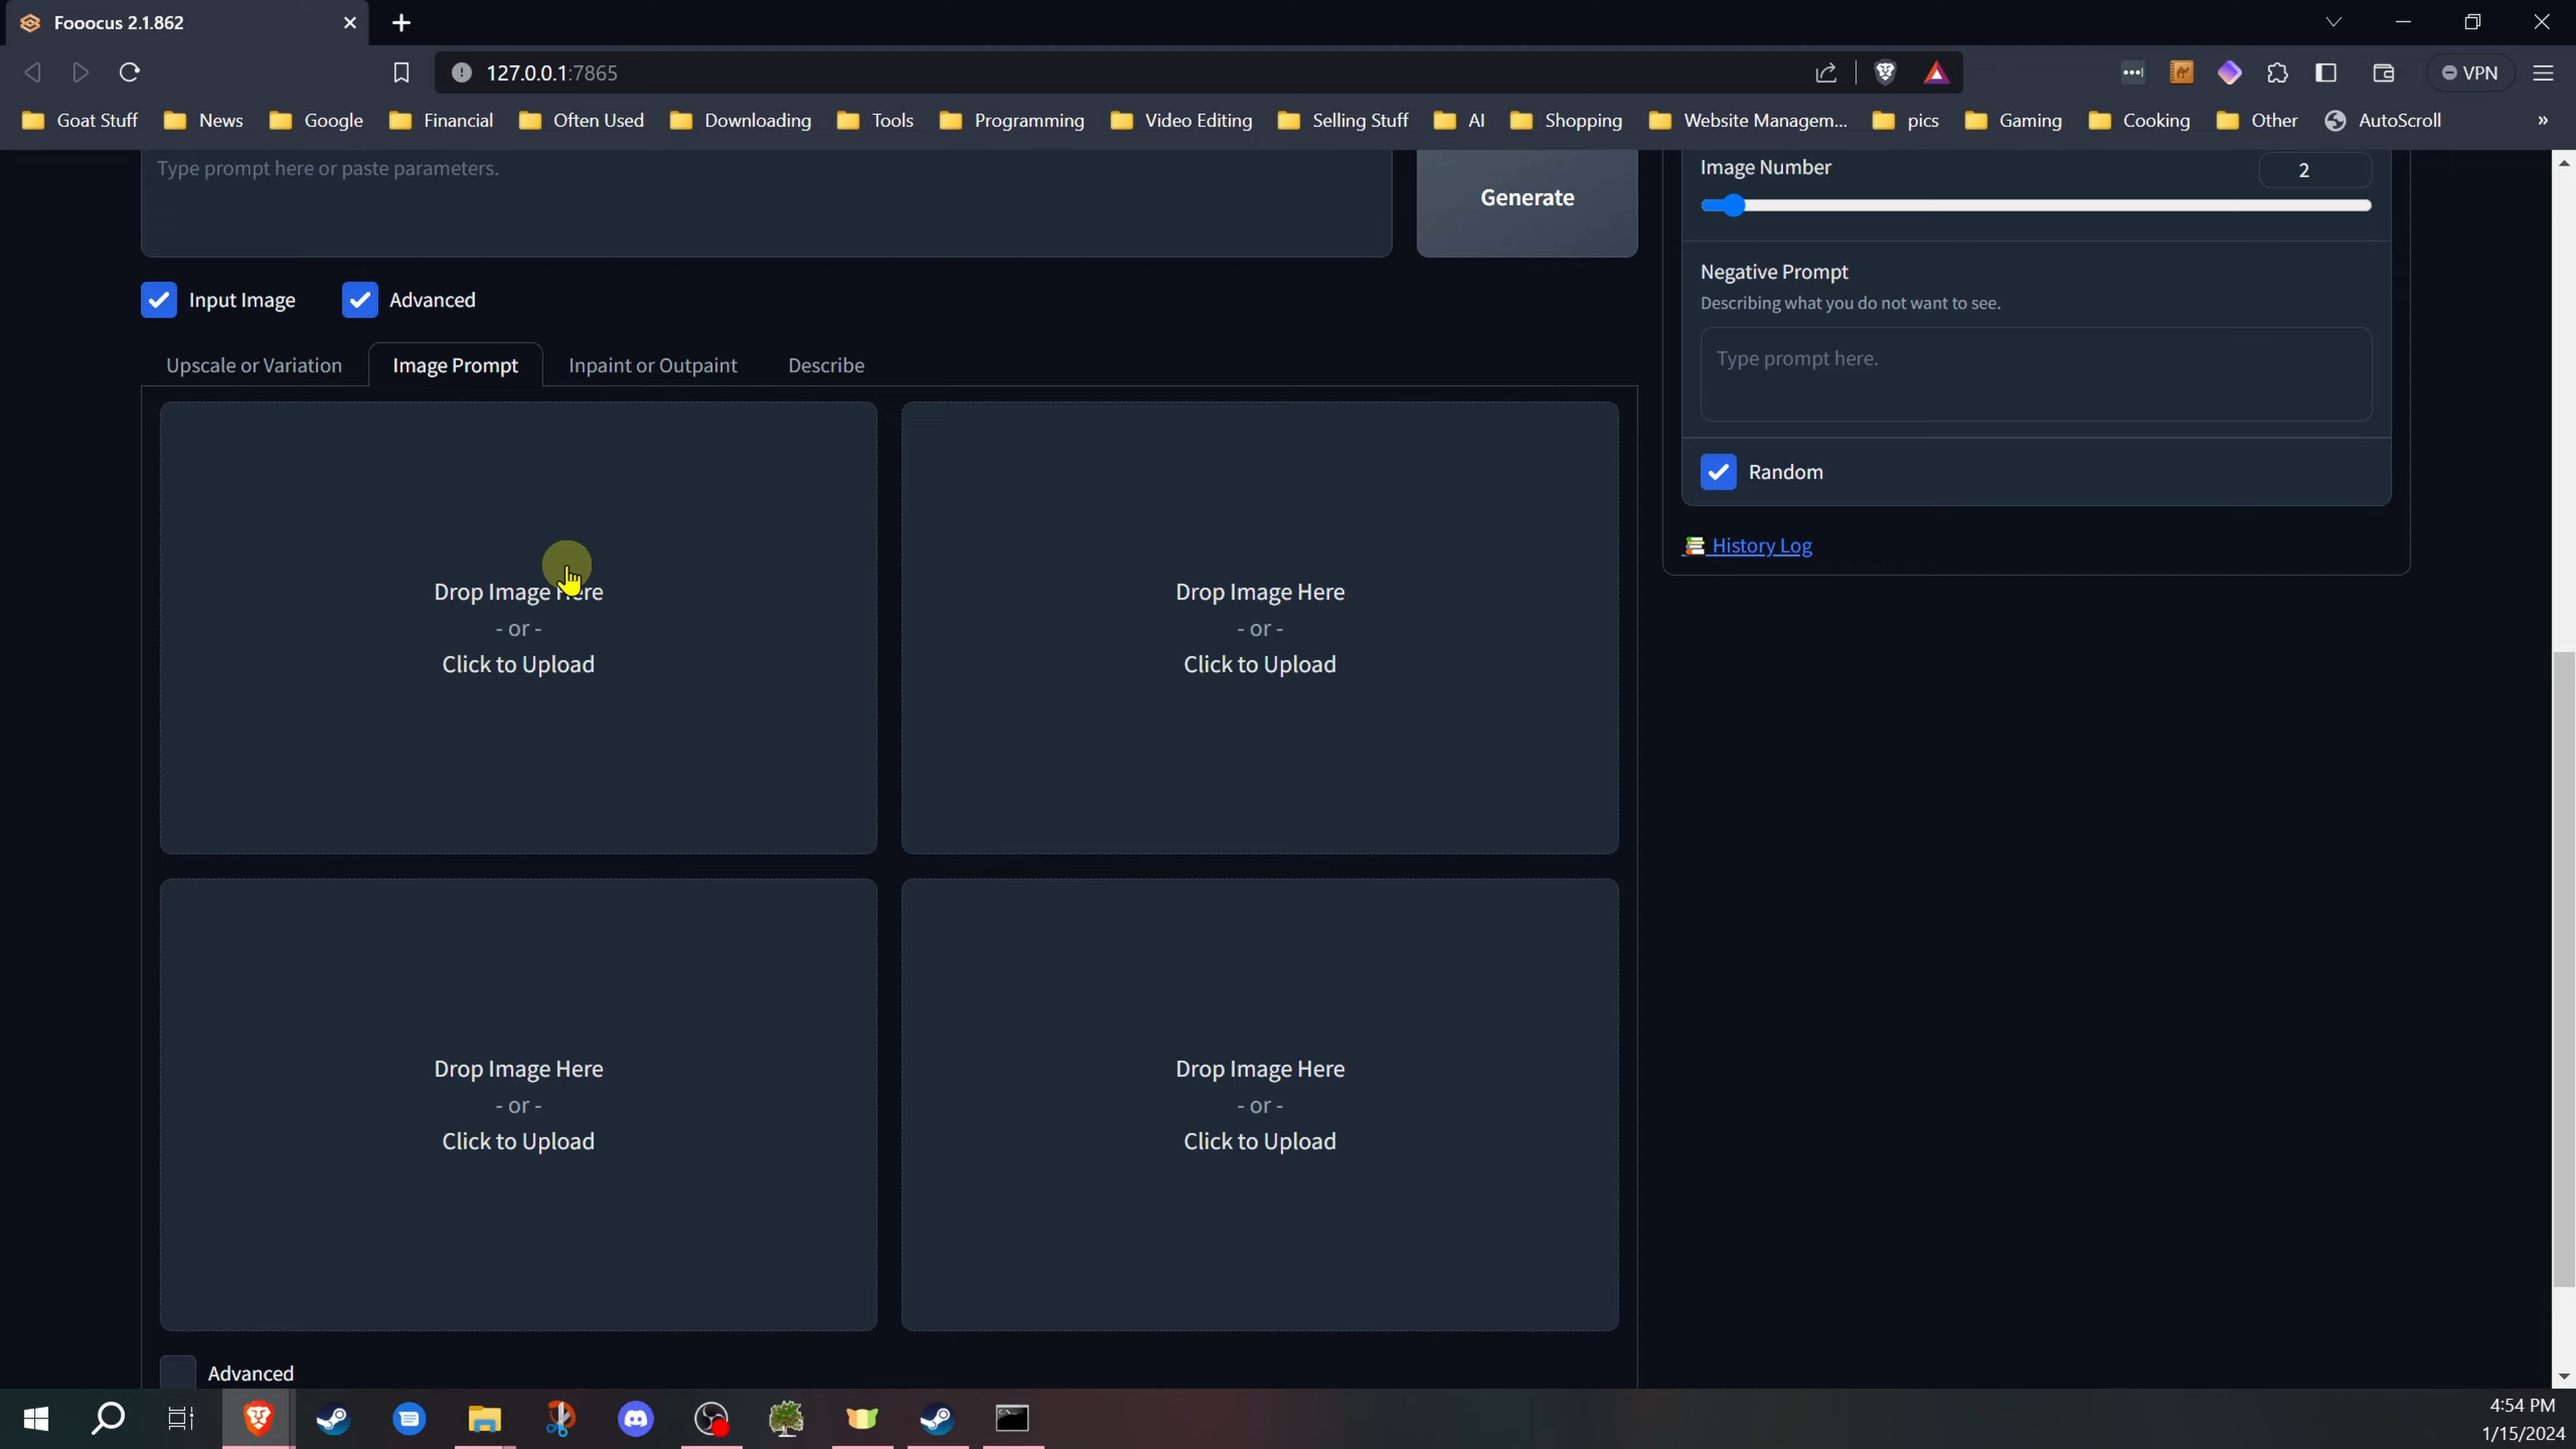 Fooocus 2.1.862
127.0.0.1:7865
VPN
Goat Stuff
News
Google
Financial
Often Used
Downloading
Tools
Programming
Video Editing
Selling Stuff
AI
Shopping
Website Managem...
pics
Gaming
Cooking
Other
AutoScroll
»
Type prompt here or paste parameters.
Generate
Image Number
2
Input Image
Advanced
Negative Prompt
Describing what you do not want to see.
Type prompt here.
Random
History Log
Upscale or Variation
Image Prompt
Inpaint or Outpaint
Describe
Drop Image Here
- or -
Click to Upload
Drop Image Here
- or -
Click to Upload
Drop Image Here
- or -
Click to Upload
Drop Image Here
- or -
Click to Upload
Advanced
4:54 PM
1/15/2024